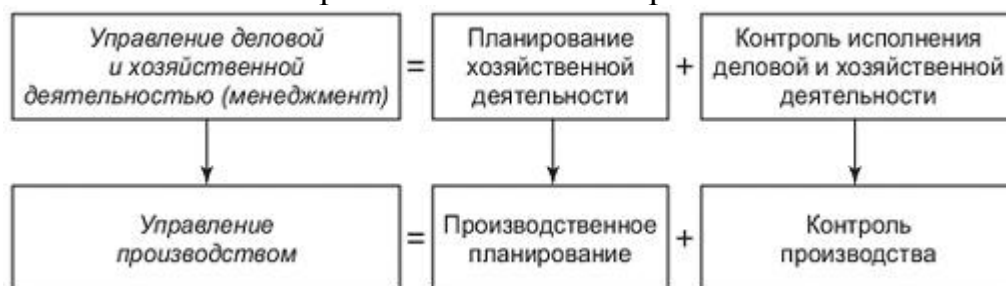 Управление деловой
и хозяйственной
деятельностью (менеджмент)
=
Планирование
хозяйственной
деятельности
+
Контроль исполнения
деловой и хозяйственной
деятельности
Управление
производством
=
Производственное
планирование
+
Контроль
производства